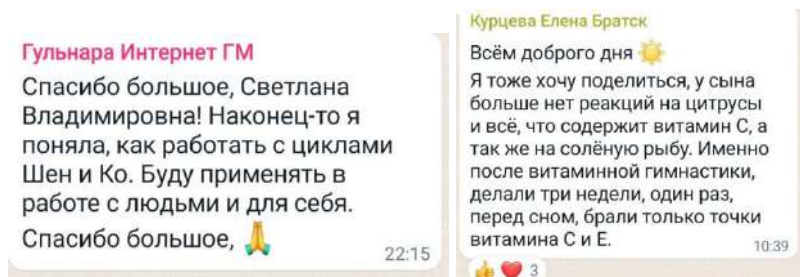 Гульнара Интернет ГМ
Спасибо большое, Светлана
Владимировна! Наконец-то я
поняла, как работать с циклами
Шен и Ко. Буду применять в
работе с людьми и для себя.
Спасибо большое, 🙏
22:15
Курцева Елена Братск
Всём доброго дня ☀️
Я тоже хочу поделиться, у сына
больше нет реакций на цитрусы
и всё, что содержит витамин С, а
так же на солёную рыбу. Именно
после витаминной гимнастики,
делали три недели, один раз,
перед сном, брали только точки
витамина С и Е.
10:39
👍❤️ 3